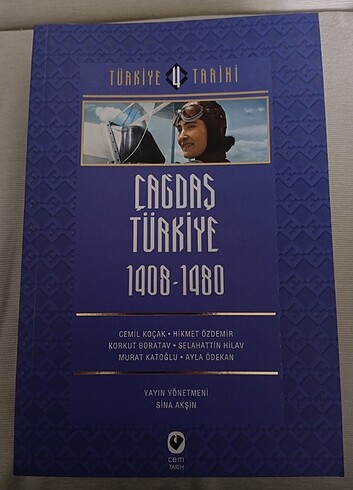 TÜRKİYE 4 TARİHİ
ÇAĞDAŞ
TÜRKİYE
1908-1980
CEMİL KOÇAK • HİKMET ÖZDEMİR
KORKUT BORATAV • SELAHATTİN HİLAV
MURAT KATOĞLU • AYLA ÖDEKAN
YAYIN YÖNETMENİ
SİNA AKŞİN
cem
TARİH